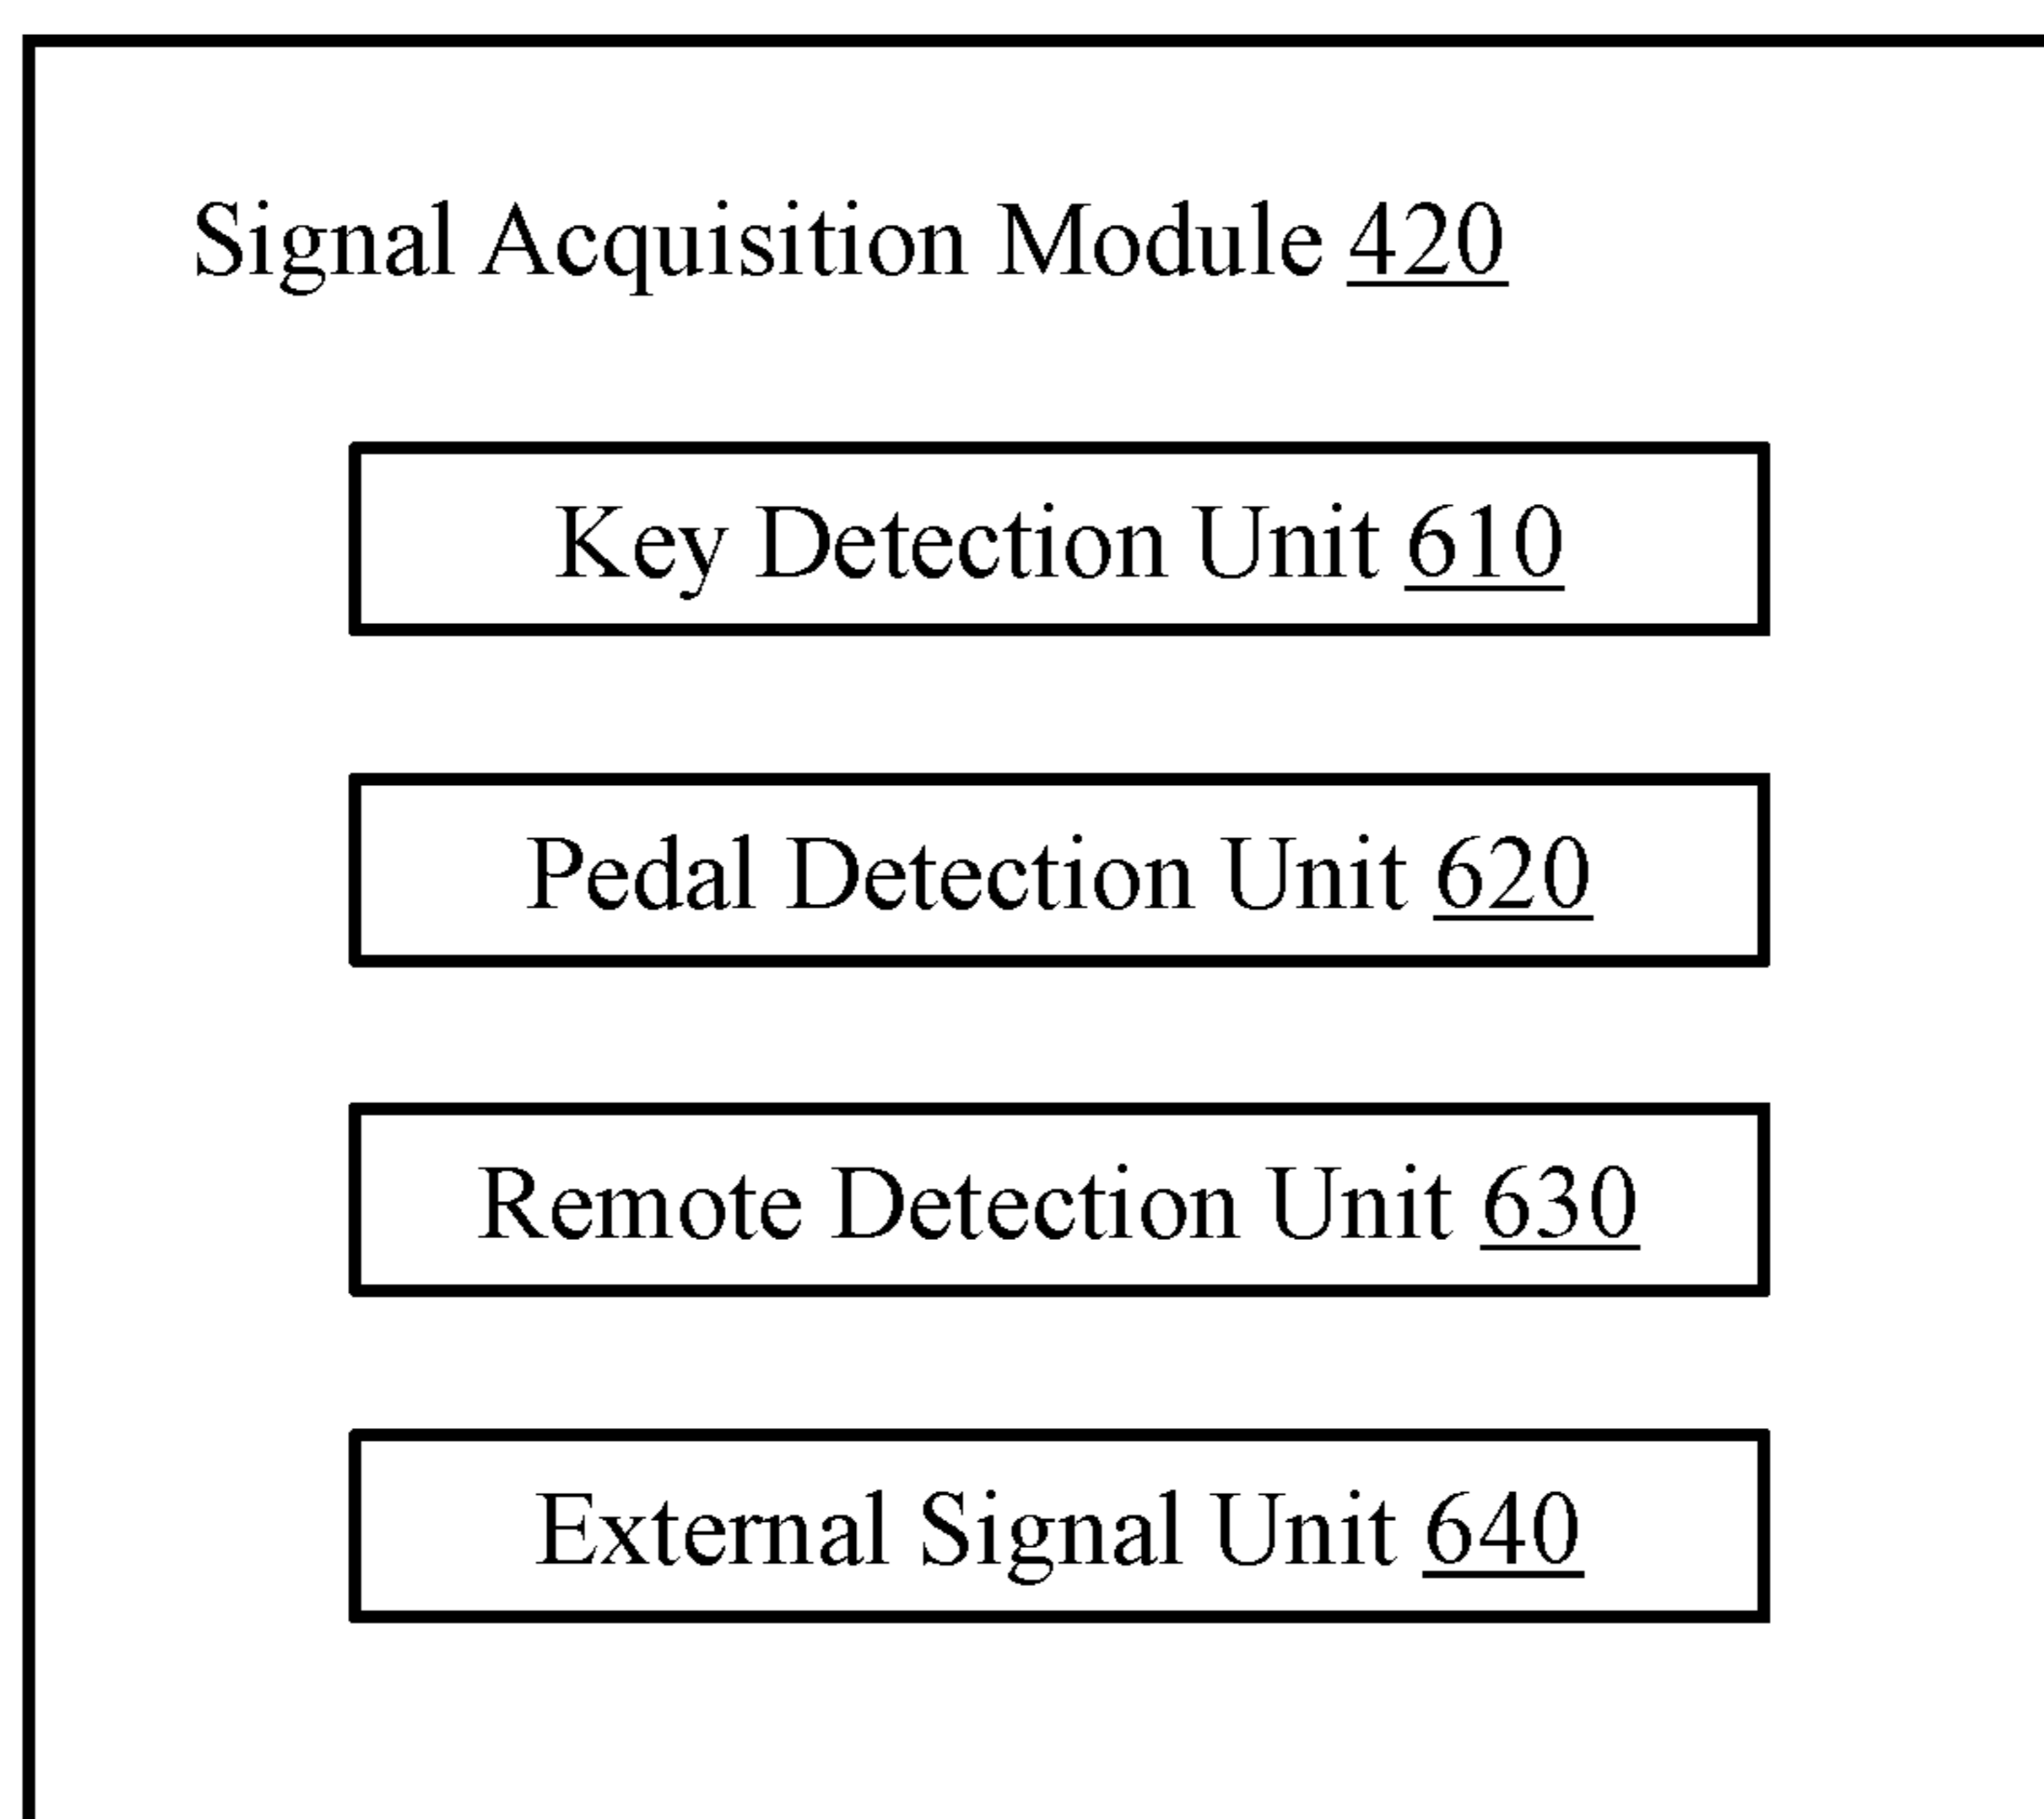 Signal Acquisition Module 420
Key Detection Unit 610
Pedal Detection Unit 620
Remote Detection Unit 630
External Signal Unit 640